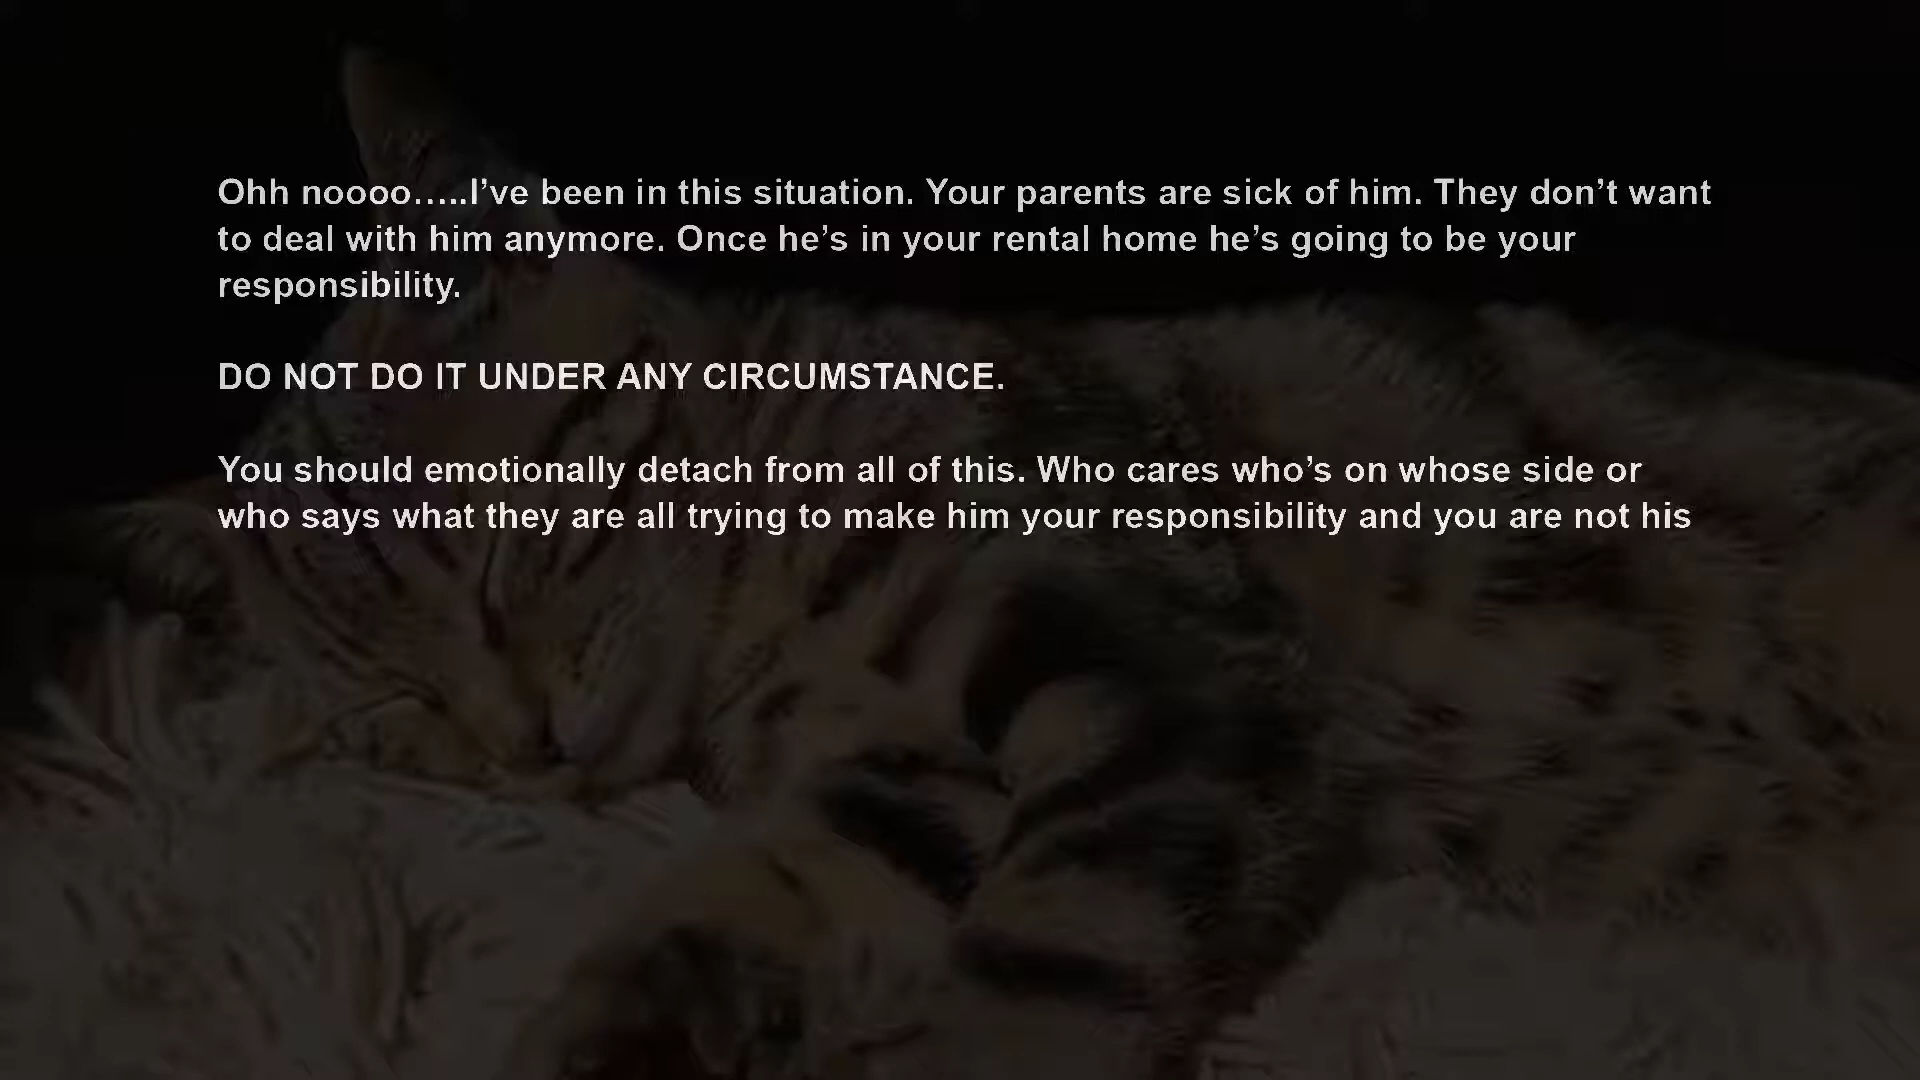 Ohh noooo…..I’ve been in this situation. Your parents are sick of him. They don’t want
to deal with him anymore. Once he’s in your rental home he’s going to be your
responsibility.
DO NOT DO IT UNDER ANY CIRCUMSTANCE.
You should emotionally detach from all of this. Who cares who’s on whose side or
who says what they are all trying to make him your responsibility and you are not his